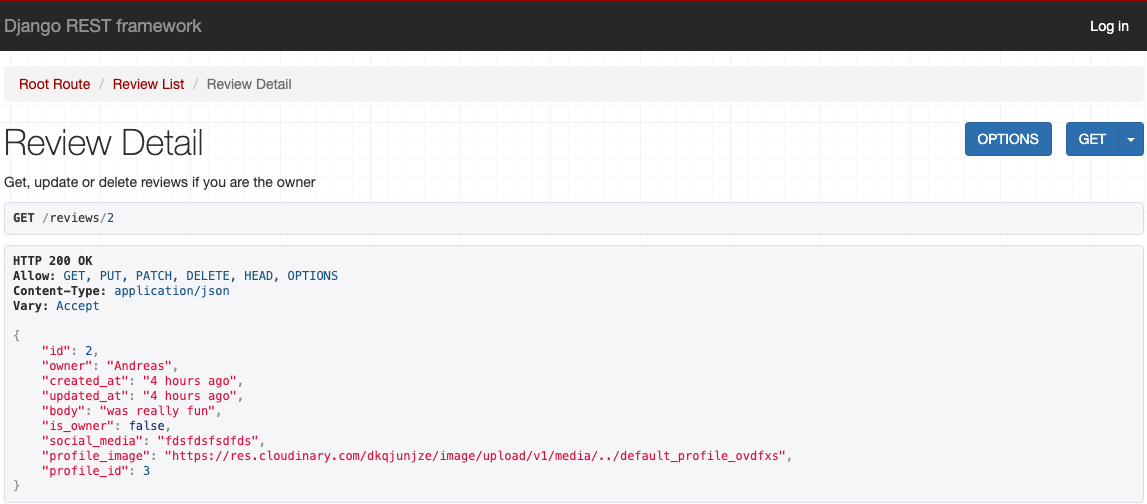 Django REST framework
Log in
Root Route / Review List / Review Detail
Review Detail
OPTIONS
GET
Get, update or delete reviews if you are the owner
GET /reviews/2
HTTP 200 OK
Allow: GET, PUT, PATCH, DELETE, HEAD, OPTIONS
Content-Type: application/json
Vary: Accept
{
    "id": 2,
    "owner": "Andreas",
    "created_at": "4 hours ago",
    "updated_at": "4 hours ago",
    "body": "was really fun",
    "is_owner": false,
    "social_media": "fdsfdsfsdfds",
    "profile_image": "https://res.cloudinary.com/dkqjunjze/image/upload/v1/media/../default_profile_ovdfxs",
    "profile_id": 3
}